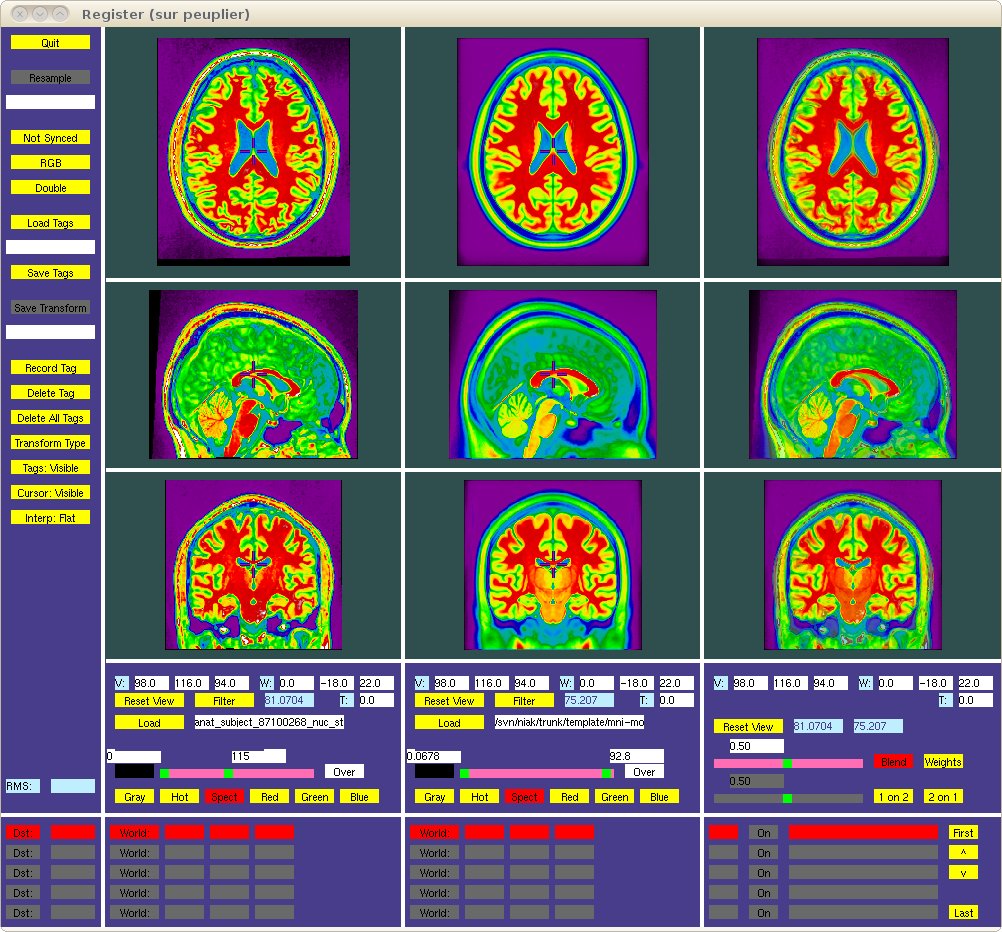 Register (sur peuplier)
Quit
Resample
Not Synced
RGB
Double
Load Tags
Save Tags
Save Transform
Record Tag
Delete Tag
Delete All Tags
Transform Type
Tags: Visible
Cursor: Visible
Interp: Flat
RMS:
V: 98.0 116.0 94.0 W: 0.0 -18.0 22.0
Reset View Filter 81.0704 T: 0.0
Load anat_subject_87100268_nuc_st
0 115
Over
Gray Hot Spect Red Green Blue
V: 98.0 116.0 94.0 W: 0.0 -18.0 22.0
Reset View Filter 75.207 T: 0.0
Load /svn/niak/trunk/template/mni-mo
0.0678 92.8
Over
Gray Hot Spect Red Green Blue
V: 98.0 116.0 94.0 W: 0.0 -18.0 22.0
T: 0.0
Reset View 81.0704 75.207
0.50
Blend Weights
0.50
1 on 2 2 on 1
Dst: World: World: On First
Dst: World: World: On ^
Dst: World: World: On v
Dst: World: World: On
Dst: World: World: On Last